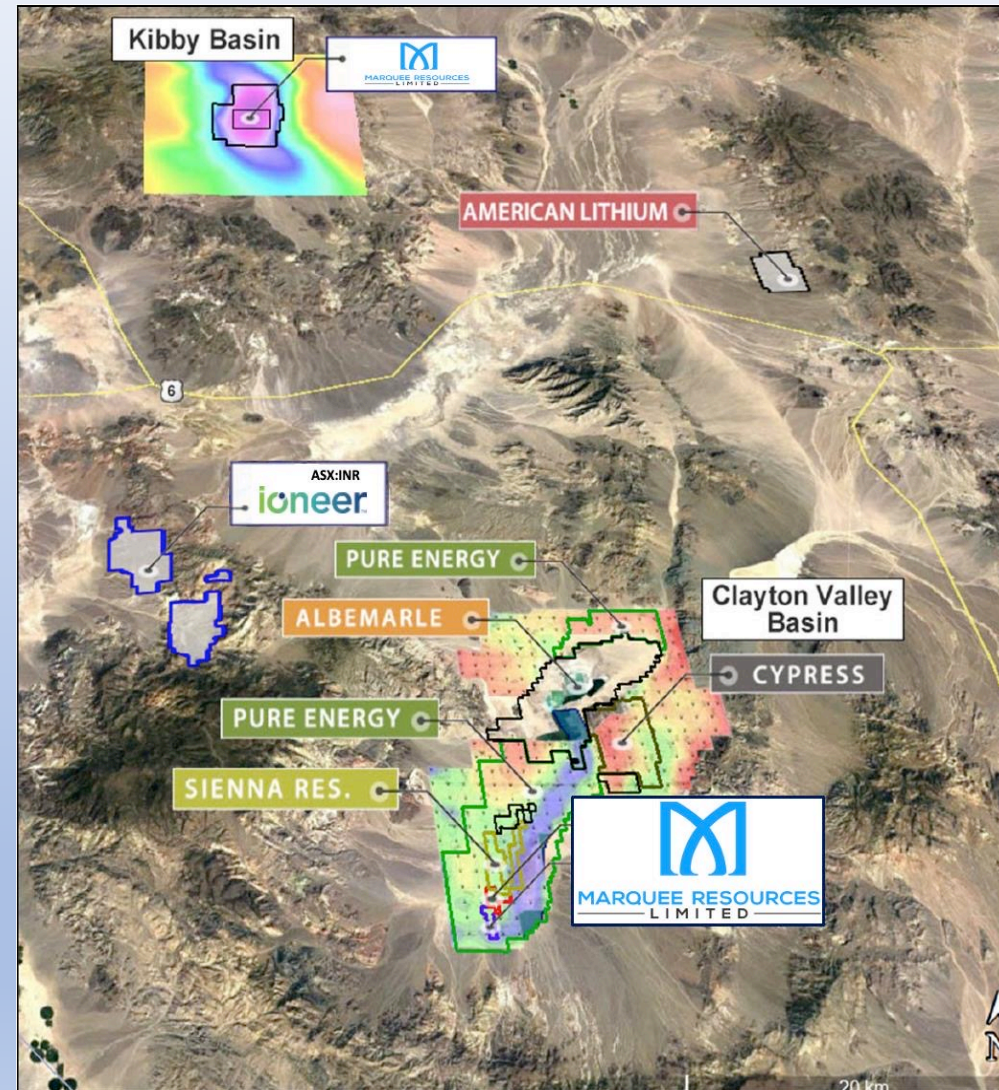 Kibby Basin
MARQUEE RESOURCES
LIMITED
AMERICAN LITHIUM
6
ASX:INR
ioneer
PURE ENERGY
ALBEMARLE
Clayton Valley
Basin
CYPRESS
PURE ENERGY
SIENNA RES.
MARQUEE RESOURCES
LIMITED
N
20 km